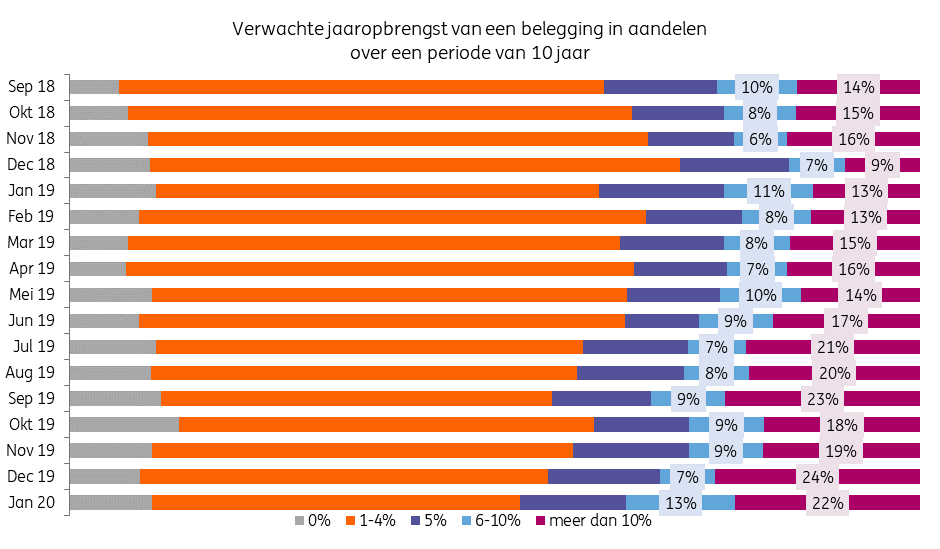 Verwachte jaaropbrengst van een belegging in aandelen
over een periode van 10 jaar
Sep 18 10% 14%
Okt 18 8% 15%
Nov 18 6% 16%
Dec 18 7% 9%
Jan 19 11% 13%
Feb 19 8% 13%
Mar 19 8% 15%
Apr 19 7% 16%
Mei 19 10% 14%
Jun 19 9% 17%
Jul 19 7% 21%
Aug 19 8% 20%
Sep 19 9% 23%
Okt 19 9% 18%
Nov 19 9% 19%
Dec 19 7% 24%
Jan 20 13% 22%
0% 1-4% 5% 6-10% meer dan 10%